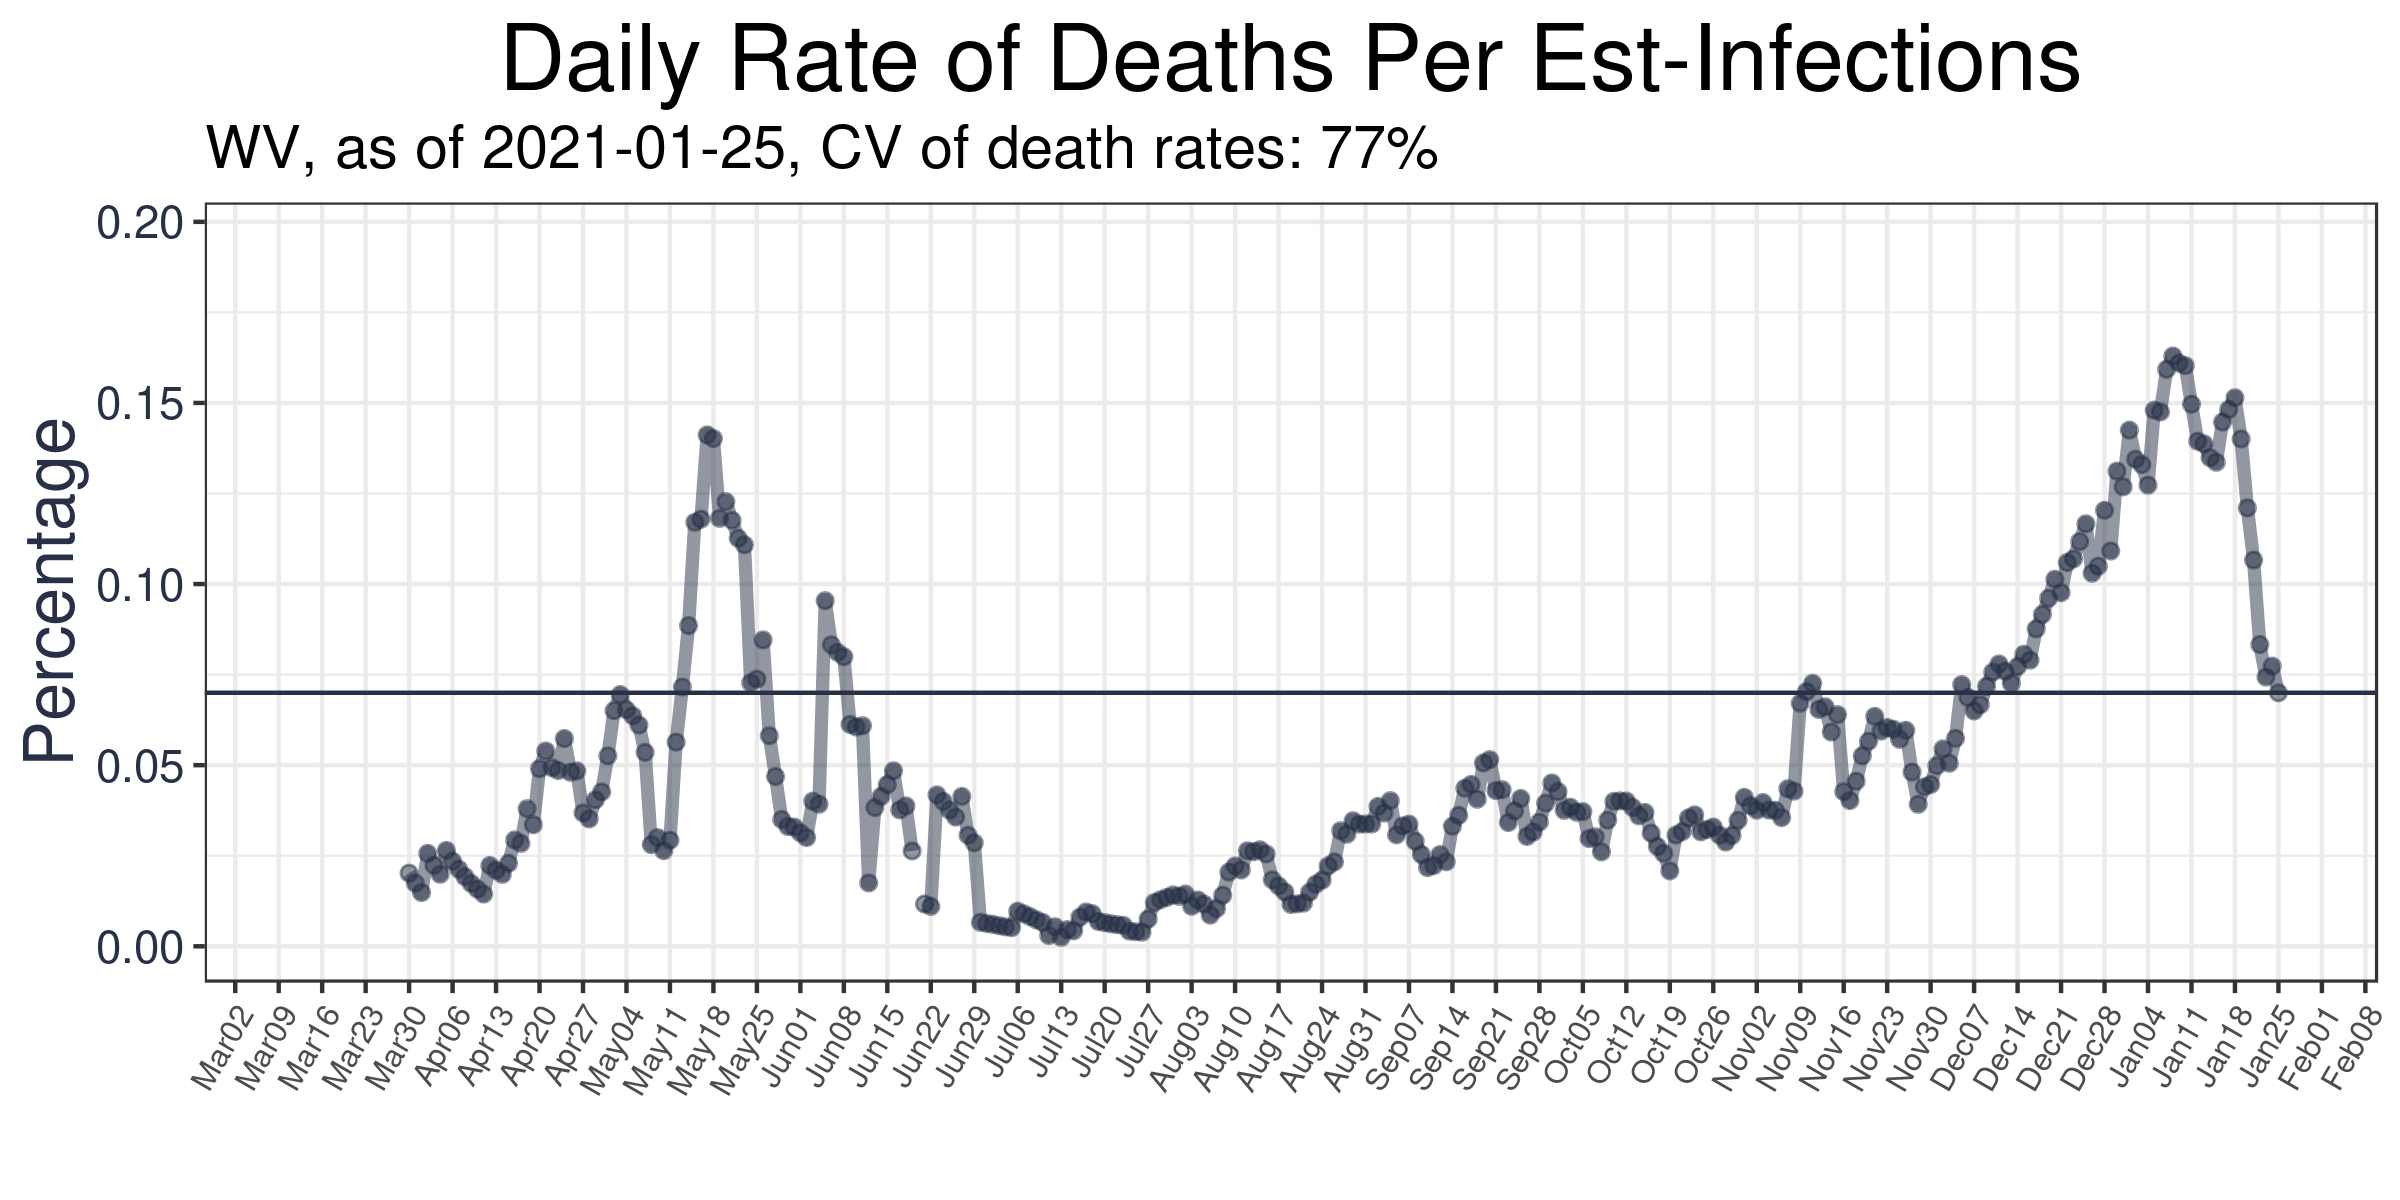 Daily Rate of Deaths Per Est-Infections
WV, as of 2021-01-25, CV of death rates: 77%
Percentage
0.20
0.15
0.10
0.05
0.00
Mar02
Mar09
Mar16
Mar23
Mar30
Apr06
Apr13
Apr20
Apr27
May04
May11
May18
May25
Jun01
Jun08
Jun15
Jun22
Jun29
Jul06
Jul13
Jul20
Jul27
Aug03
Aug10
Aug17
Aug24
Aug31
Sep07
Sep14
Sep21
Sep28
Oct05
Oct12
Oct19
Oct26
Nov02
Nov09
Nov16
Nov23
Nov30
Dec07
Dec14
Dec21
Dec28
Jan04
Jan11
Jan18
Jan25
Feb01
Feb08